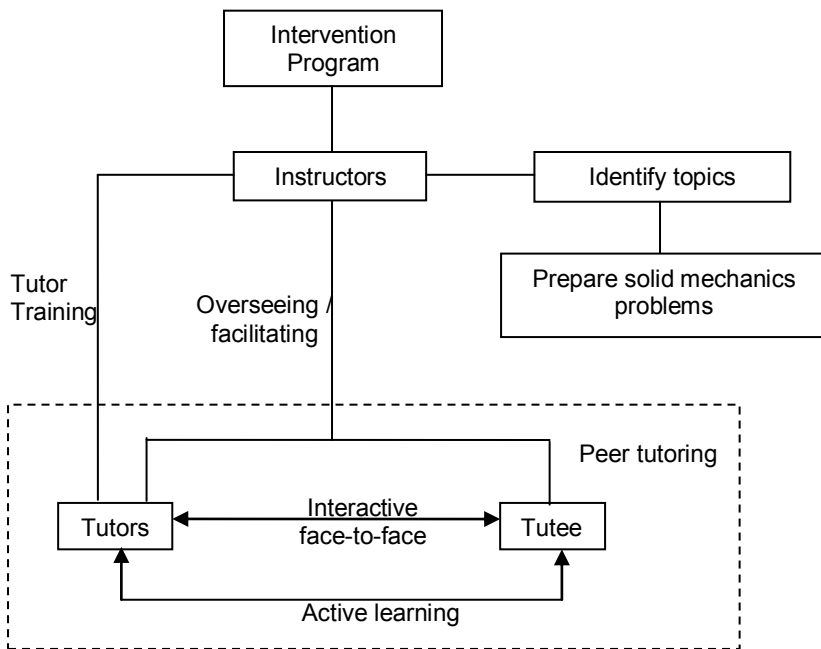 Intervention
Program
Instructors
Identify topics
Prepare solid mechanics
problems
Tutor
Training
Overseeing /
facilitating
Peer tutoring
Tutors
Interactive
face-to-face
Tutee
Active learning